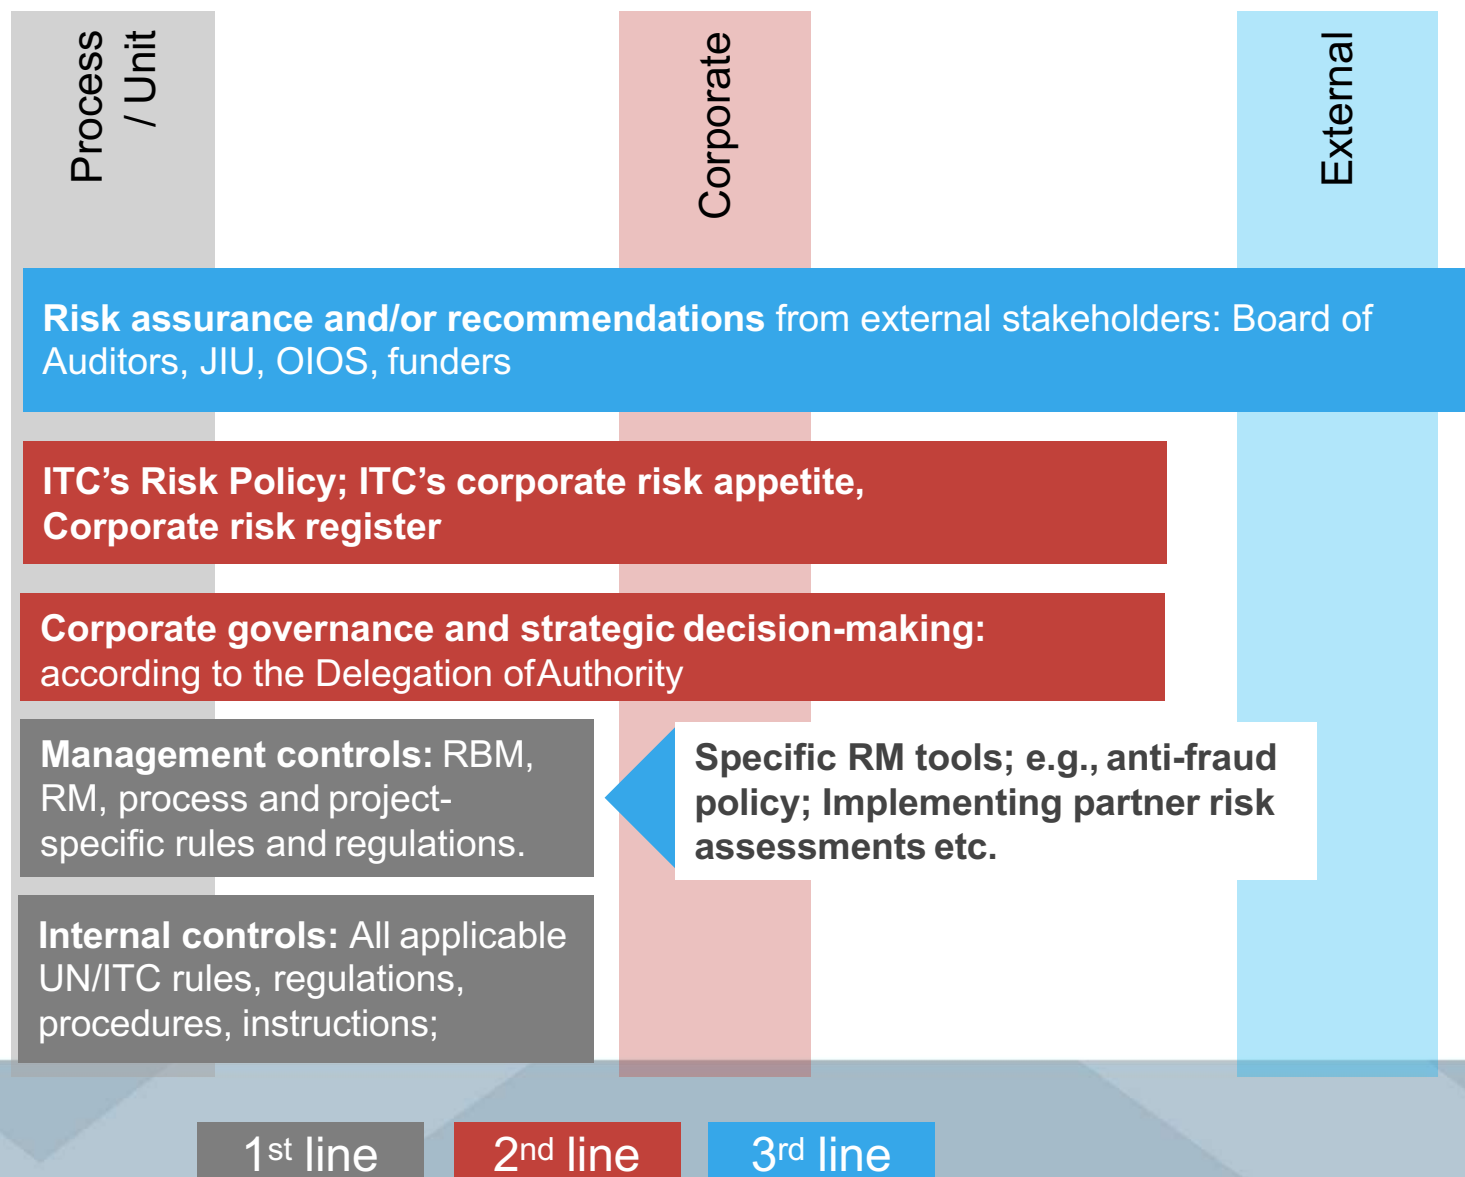 Process
/ Unit
Corporate
External
Risk assurance and/or recommendations from external stakeholders: Board of
Auditors, JIU, OIOS, funders
ITC’s Risk Policy; ITC’s corporate risk appetite,
Corporate risk register
Corporate governance and strategic decision-making:
according to the Delegation ofAuthority
Management controls: RBM,
RM, process and project-
specific rules and regulations.
Specific RM tools; e.g., anti-fraud
policy; Implementing partner risk
assessments etc.
Internal controls: All applicable
UN/ITC rules, regulations,
procedures, instructions;
1st line
2nd line
3rd line